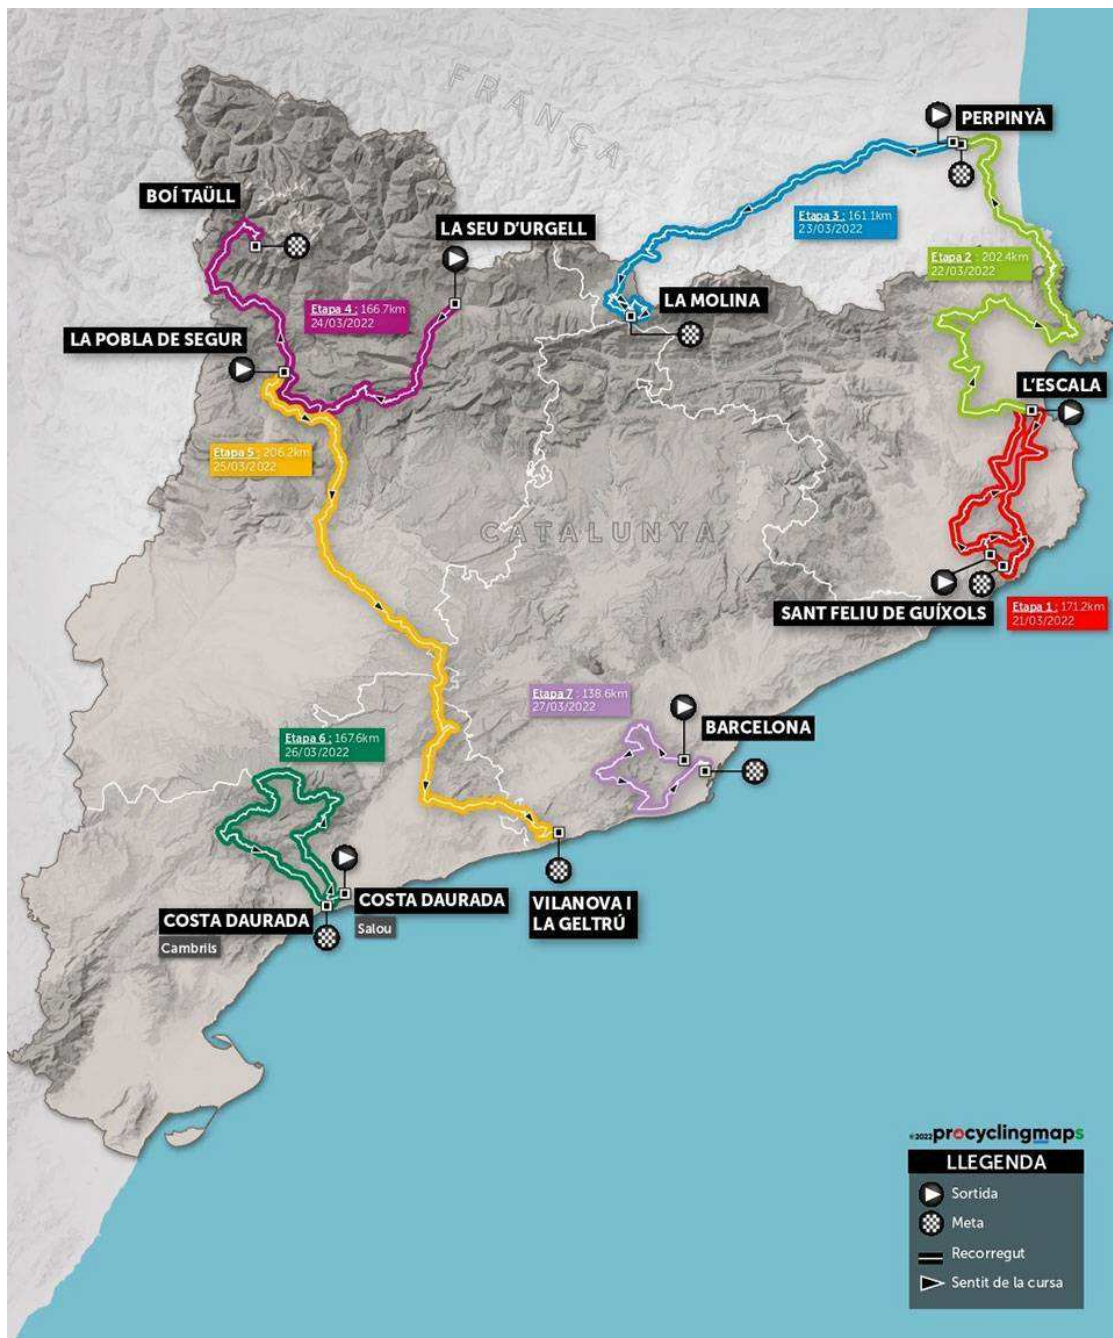 FRANÇA
PERPINYÀ
BOÍ TAÜLL
LA SEU D'URGELL
Etapa 3 : 161.1km
23/03/2022
Etapa 2 : 202.4km
22/03/2022
LA MOLINA
Etapa 4 : 166.7km
24/03/2022
LA POBLA DE SEGUR
L'ESCALA
Etapa 5 : 206.2km
25/03/2022
CATALUNYA
SANT FELIU DE GUÍXOLS
Etapa 1 : 171.2km
21/03/2022
Etapa 7 : 138.6km
27/03/2022
BARCELONA
Etapa 6 : 167.6km
26/03/2022
COSTA DAURADA
Salou
COSTA DAURADA
Cambrils
VILANOVA I
LA GELTRÚ
©2022 procyclingmaps
LLEGENDA
Sortida
Meta
Recorregut
Sentit de la cursa